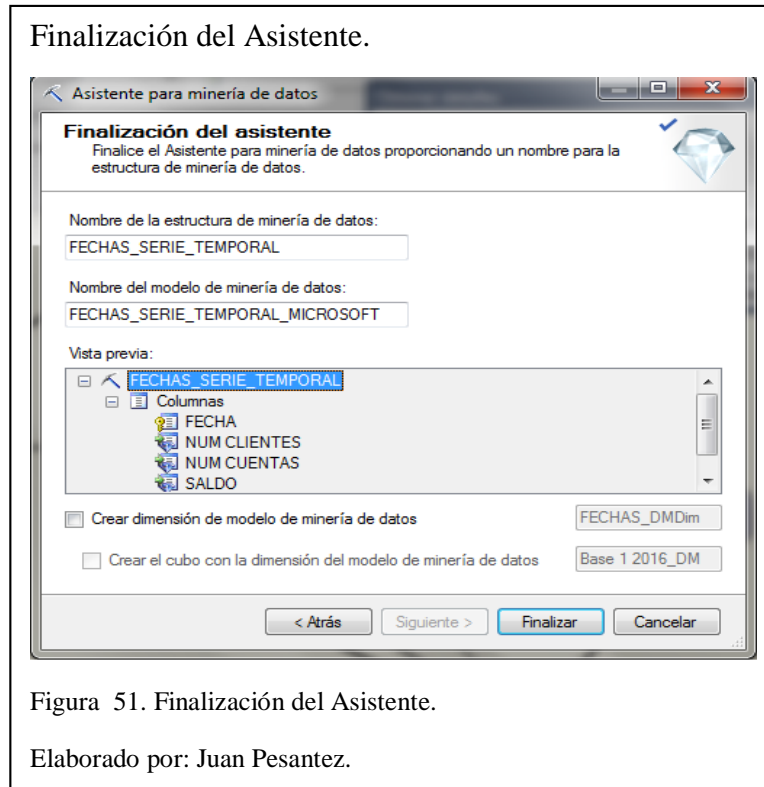 Finalización del Asistente.
Asistente para minería de datos
Finalización del asistente
Finalice el Asistente para minería de datos proporcionando un nombre para la
estructura de minería de datos.
Nombre de la estructura de minería de datos:
FECHAS_SERIE_TEMPORAL
Nombre del modelo de minería de datos:
FECHAS_SERIE_TEMPORAL_MICROSOFT
Vista previa:
FECHAS_SERIE_TEMPORAL
Columnas
FECHA
NUM CLIENTES
NUM CUENTAS
SALDO
Crear dimensión de modelo de minería de datos FECHAS_DMDim
Crear el cubo con la dimensión del modelo de minería de datos Base 1 2016_DM
< Atrás Siguiente > Finalizar Cancelar
Figura 51. Finalización del Asistente.
Elaborado por: Juan Pesantez.